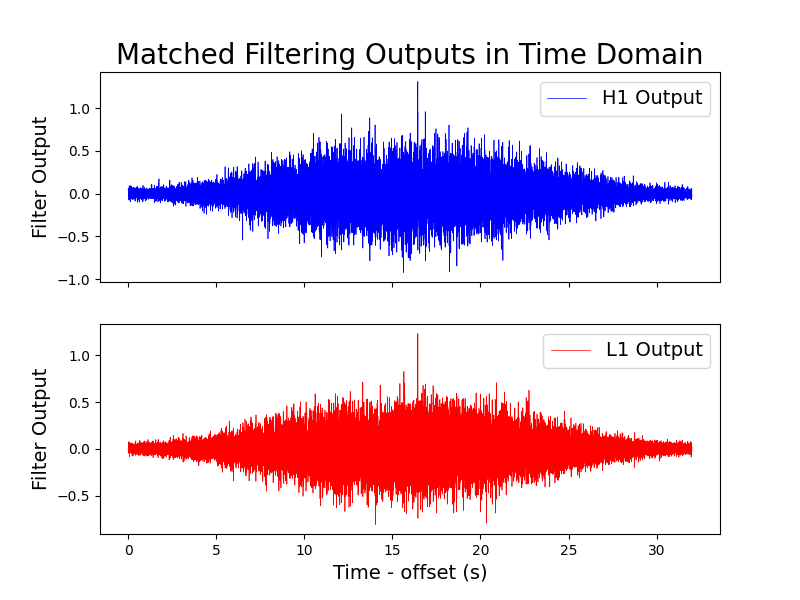 Matched Filtering Outputs in Time Domain
H1 Output
Filter Output
1.0
0.5
0.0
−0.5
−1.0
L1 Output
Filter Output
1.0
0.5
0.0
−0.5
0 5 10 15 20 25 30
Time - offset (s)